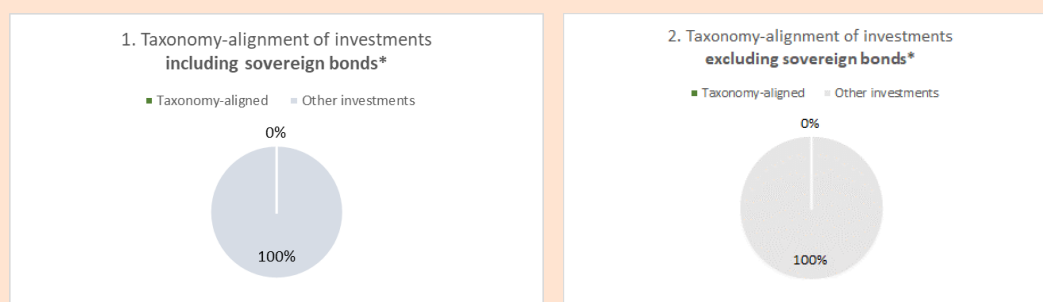 1. Taxonomy-alignment of investments
including sovereign bonds*
Taxonomy-aligned Other investments
0%
100%
2. Taxonomy-alignment of investments
excluding sovereign bonds*
Taxonomy-aligned Other investments
0%
100%